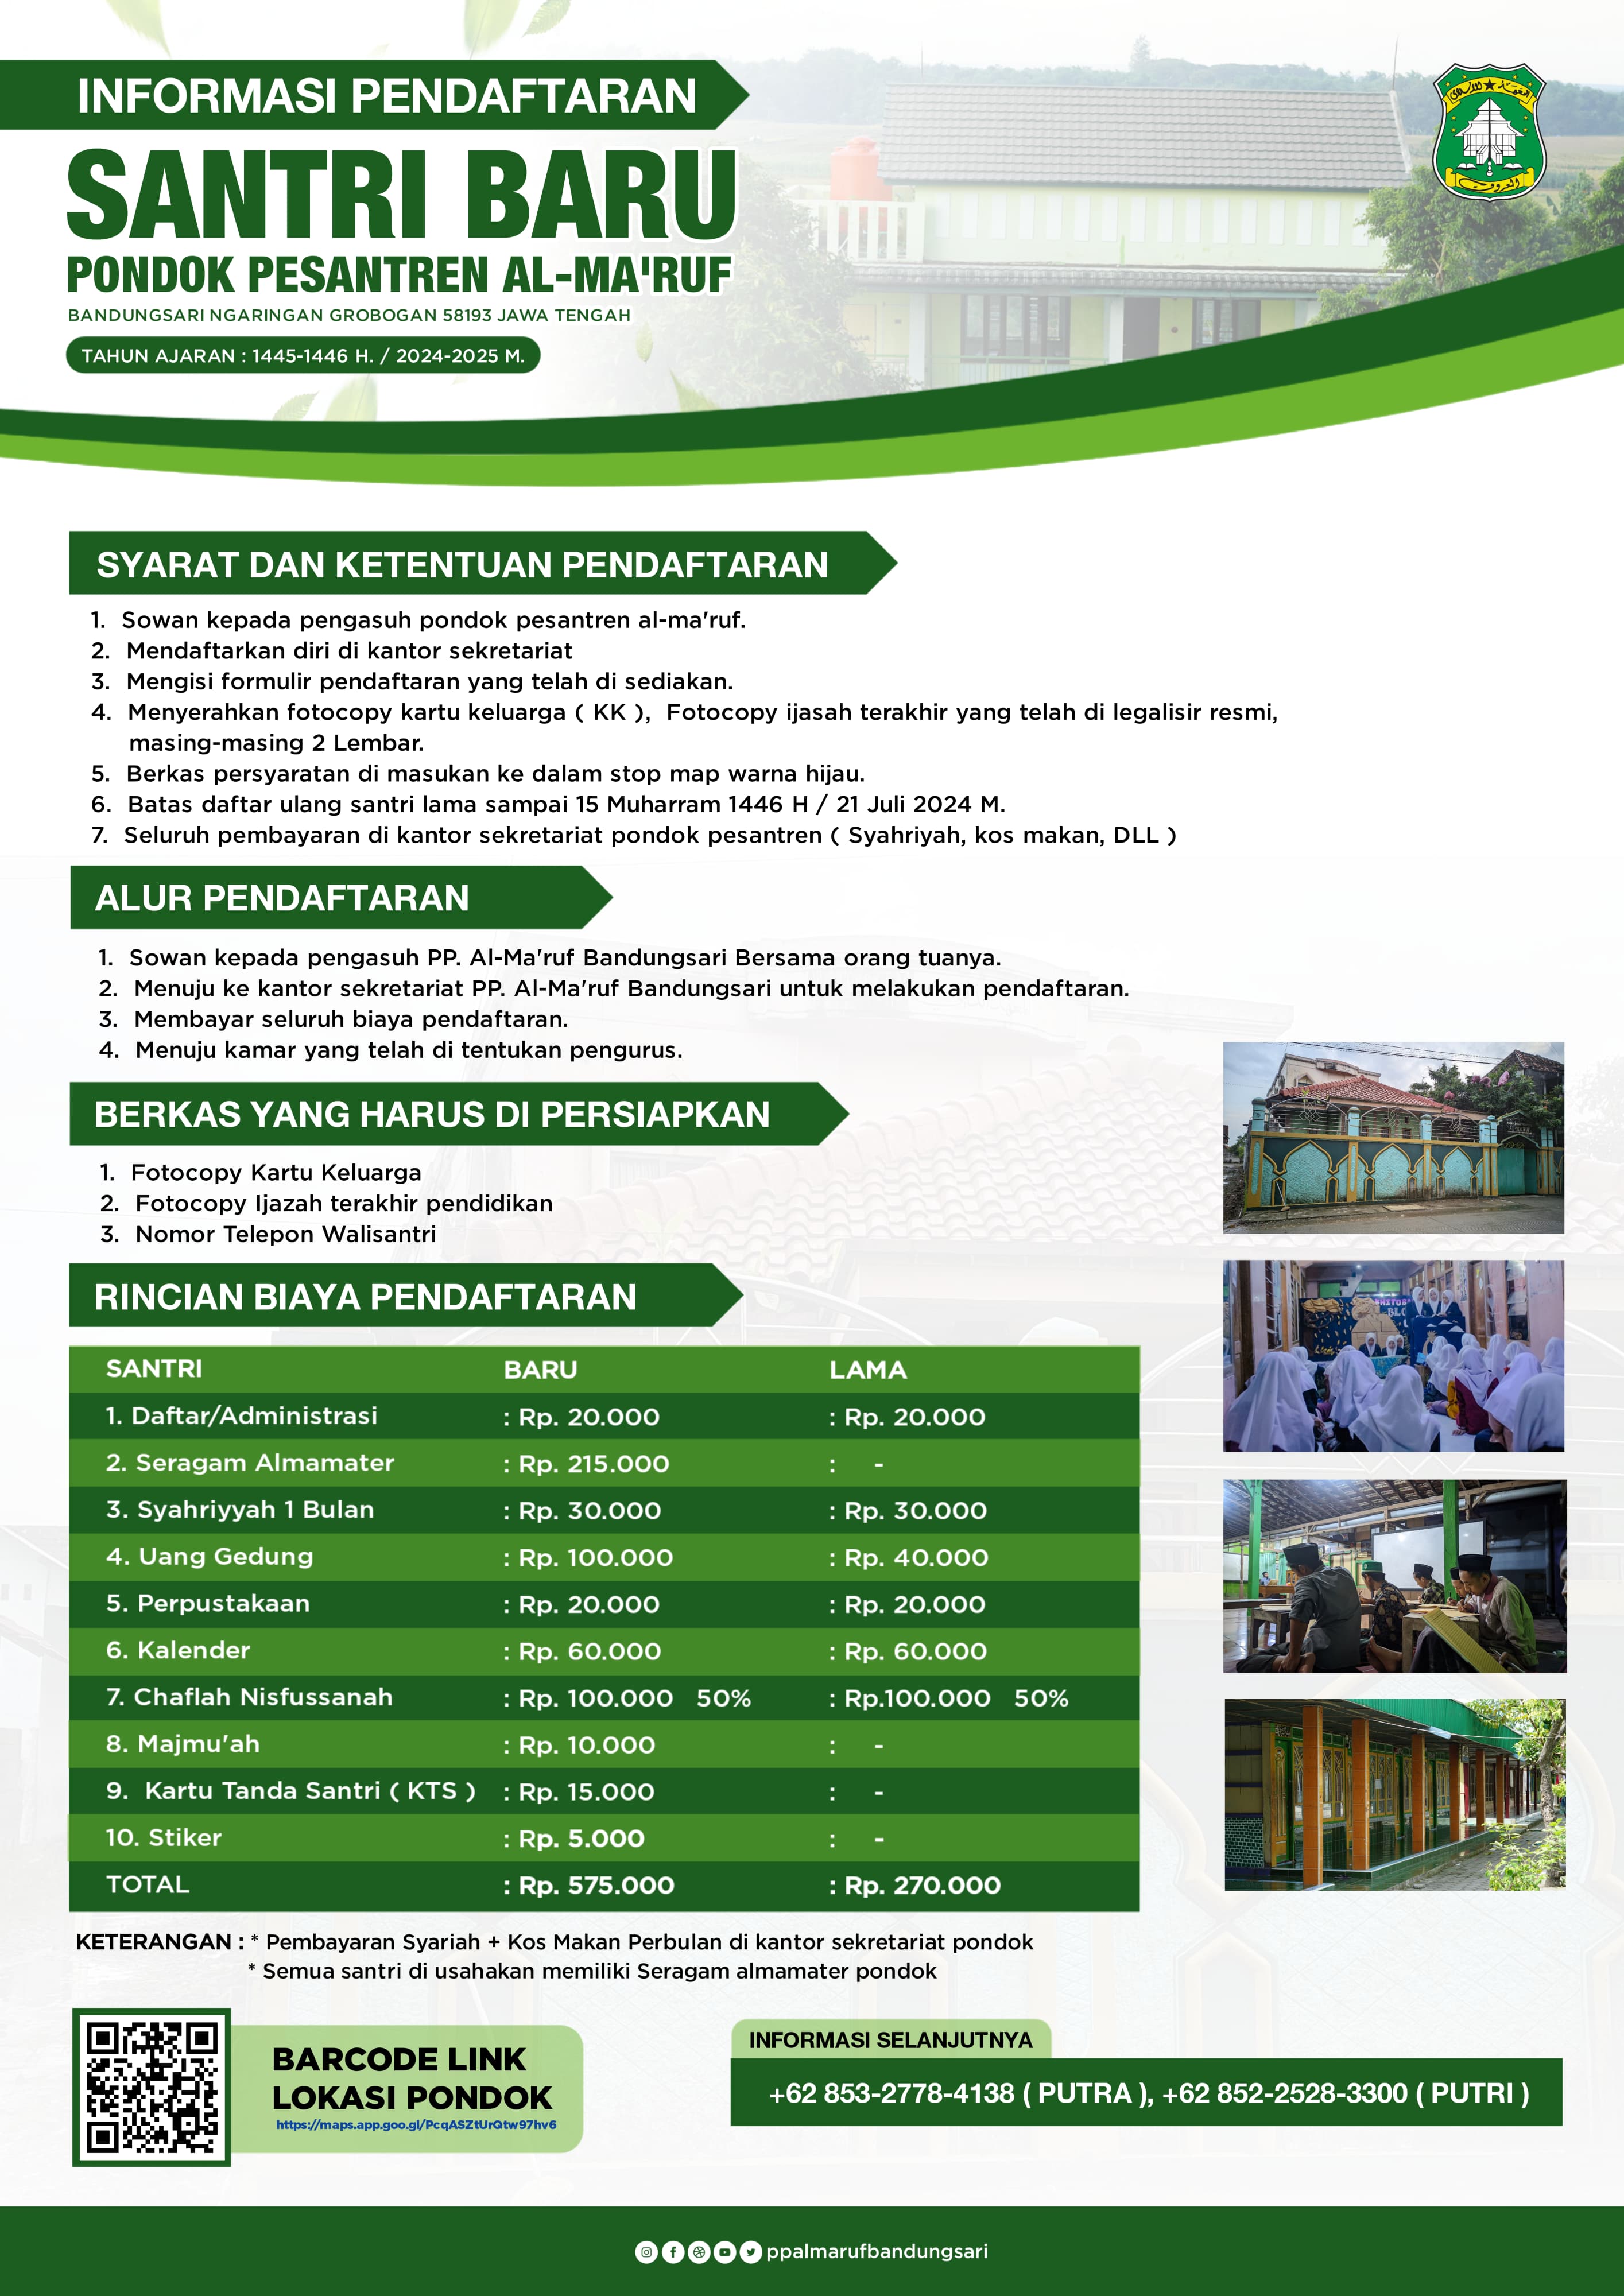 INFORMASI PENDAFTARAN
SANTRI BARU
PONDOK PESANTREN AL-MA'RUF
BANDUNGSARI NGARINGAN GROBOGAN 58193 JAWA TENGAH
TAHUN AJARAN : 1445-1446 H. / 2024-2025 M.
SYARAT DAN KETENTUAN PENDAFTARAN
1. Sowan kepada pengasuh pondok pesantren al-ma'ruf.
2. Mendaftarkan diri di kantor sekretariat
3. Mengisi formulir pendaftaran yang telah di sediakan.
4. Menyerahkan fotocopy kartu keluarga ( KK ), Fotocopy ijasah terakhir yang telah di legalisir resmi,
masing-masing 2 Lembar.
5. Berkas persyaratan di masukan ke dalam stop map warna hijau.
6. Batas daftar ulang santri lama sampai 15 Muharram 1446 H / 21 Juli 2024 M.
7. Seluruh pembayaran di kantor sekretariat pondok pesantren ( Syahriyah, kos makan, DLL )
ALUR PENDAFTARAN
1. Sowan kepada pengasuh PP. Al-Ma'ruf Bandungsari Bersama orang tuanya.
2. Menuju ke kantor sekretariat PP. Al-Ma'ruf Bandungsari untuk melakukan pendaftaran.
3. Membayar seluruh biaya pendaftaran.
4. Menuju kamar yang telah di tentukan pengurus.
BERKAS YANG HARUS DI PERSIAPKAN
1. Fotocopy Kartu Keluarga
2. Fotocopy Ijazah terakhir pendidikan
3. Nomor Telepon Walisantri
RINCIAN BIAYA PENDAFTARAN
SANTRI BARU LAMA
1. Daftar/Administrasi : Rp. 20.000 : Rp. 20.000
2. Seragam Almamater : Rp. 215.000 : -
3. Syahriyyah 1 Bulan : Rp. 30.000 : Rp. 30.000
4. Uang Gedung : Rp. 100.000 : Rp. 40.000
5. Perpustakaan : Rp. 20.000 : Rp. 20.000
6. Kalender : Rp. 60.000 : Rp. 60.000
7. Chaflah Nisfussanah : Rp. 100.000 50% : Rp.100.000 50%
8. Majmu'ah : Rp. 10.000 : -
9. Kartu Tanda Santri ( KTS ) : Rp. 15.000 : -
10. Stiker : Rp. 5.000 : -
TOTAL : Rp. 575.000 : Rp. 270.000
KETERANGAN : * Pembayaran Syariah + Kos Makan Perbulan di kantor sekretariat pondok
* Semua santri di usahakan memiliki Seragam almamater pondok
BARCODE LINK
LOKASI PONDOK
https://maps.app.goo.gl/PcqASZtUrQtw97hv6
INFORMASI SELANJUTNYA
+62 853-2778-4138 ( PUTRA ), +62 852-2528-3300 ( PUTRI )
ppalmarufbandungsari